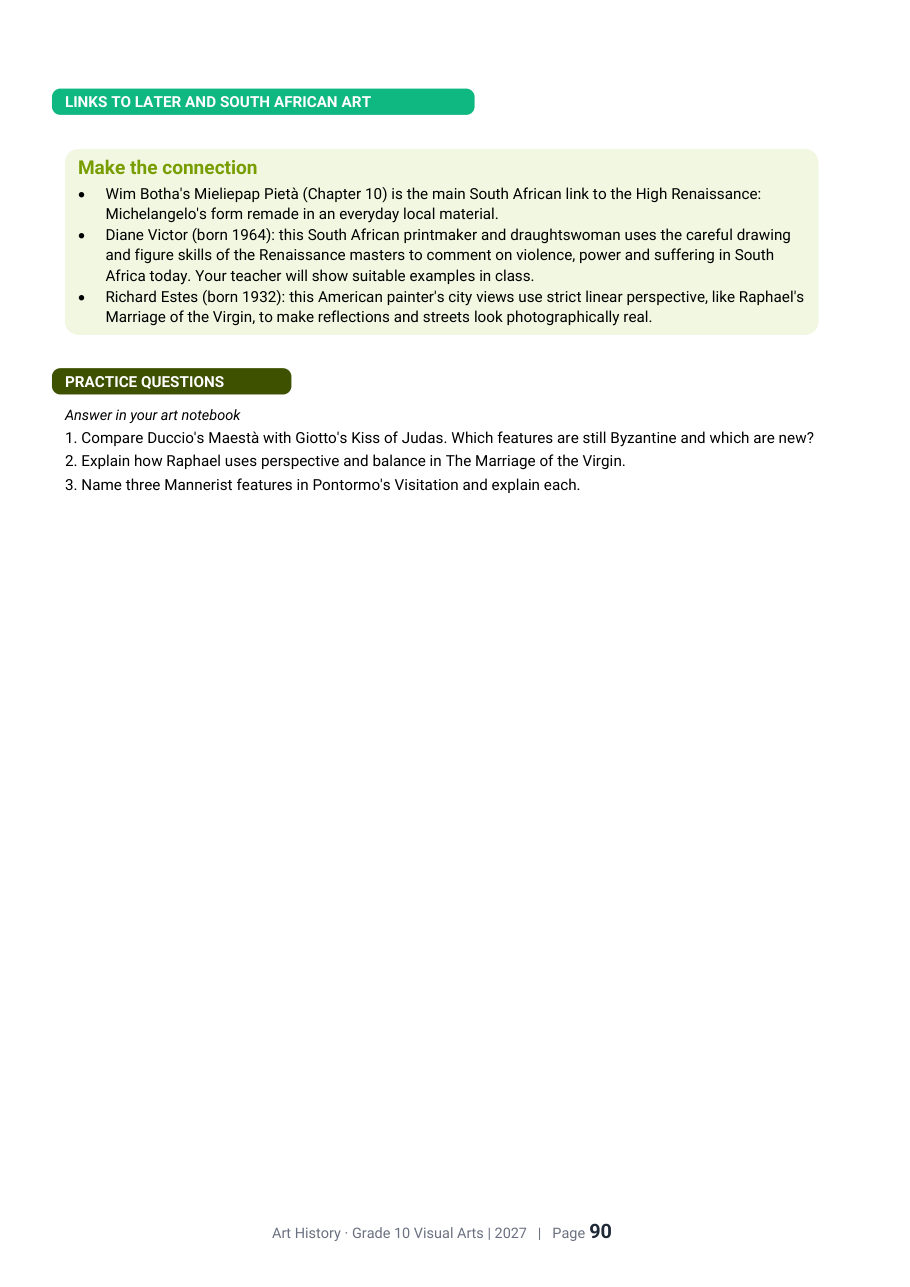 LINKS TO LATER AND SOUTH AFRICAN ART
Make the connection
• Wim Botha's Mieliepap Pietà (Chapter 10) is the main South African link to the High Renaissance:
Michelangelo's form remade in an everyday local material.
• Diane Victor (born 1964): this South African printmaker and draughtswoman uses the careful drawing
and figure skills of the Renaissance masters to comment on violence, power and suffering in South
Africa today. Your teacher will show suitable examples in class.
• Richard Estes (born 1932): this American painter's city views use strict linear perspective, like Raphael's
Marriage of the Virgin, to make reflections and streets look photographically real.
PRACTICE QUESTIONS
Answer in your art notebook
1. Compare Duccio's Maestà with Giotto's Kiss of Judas. Which features are still Byzantine and which are new?
2. Explain how Raphael uses perspective and balance in The Marriage of the Virgin.
3. Name three Mannerist features in Pontormo's Visitation and explain each.
Art History · Grade 10 Visual Arts | 2027 | Page 90